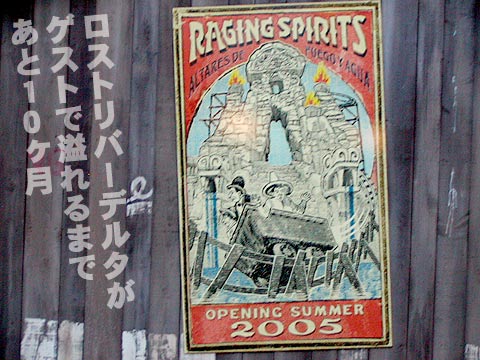 ロストリバーデルタが
ゲストで溢れるまで
あと10ヶ月
RAGING SPIRITS
ALTARES DE FUEGO Y AGUA
OPENING SUMMER
2005